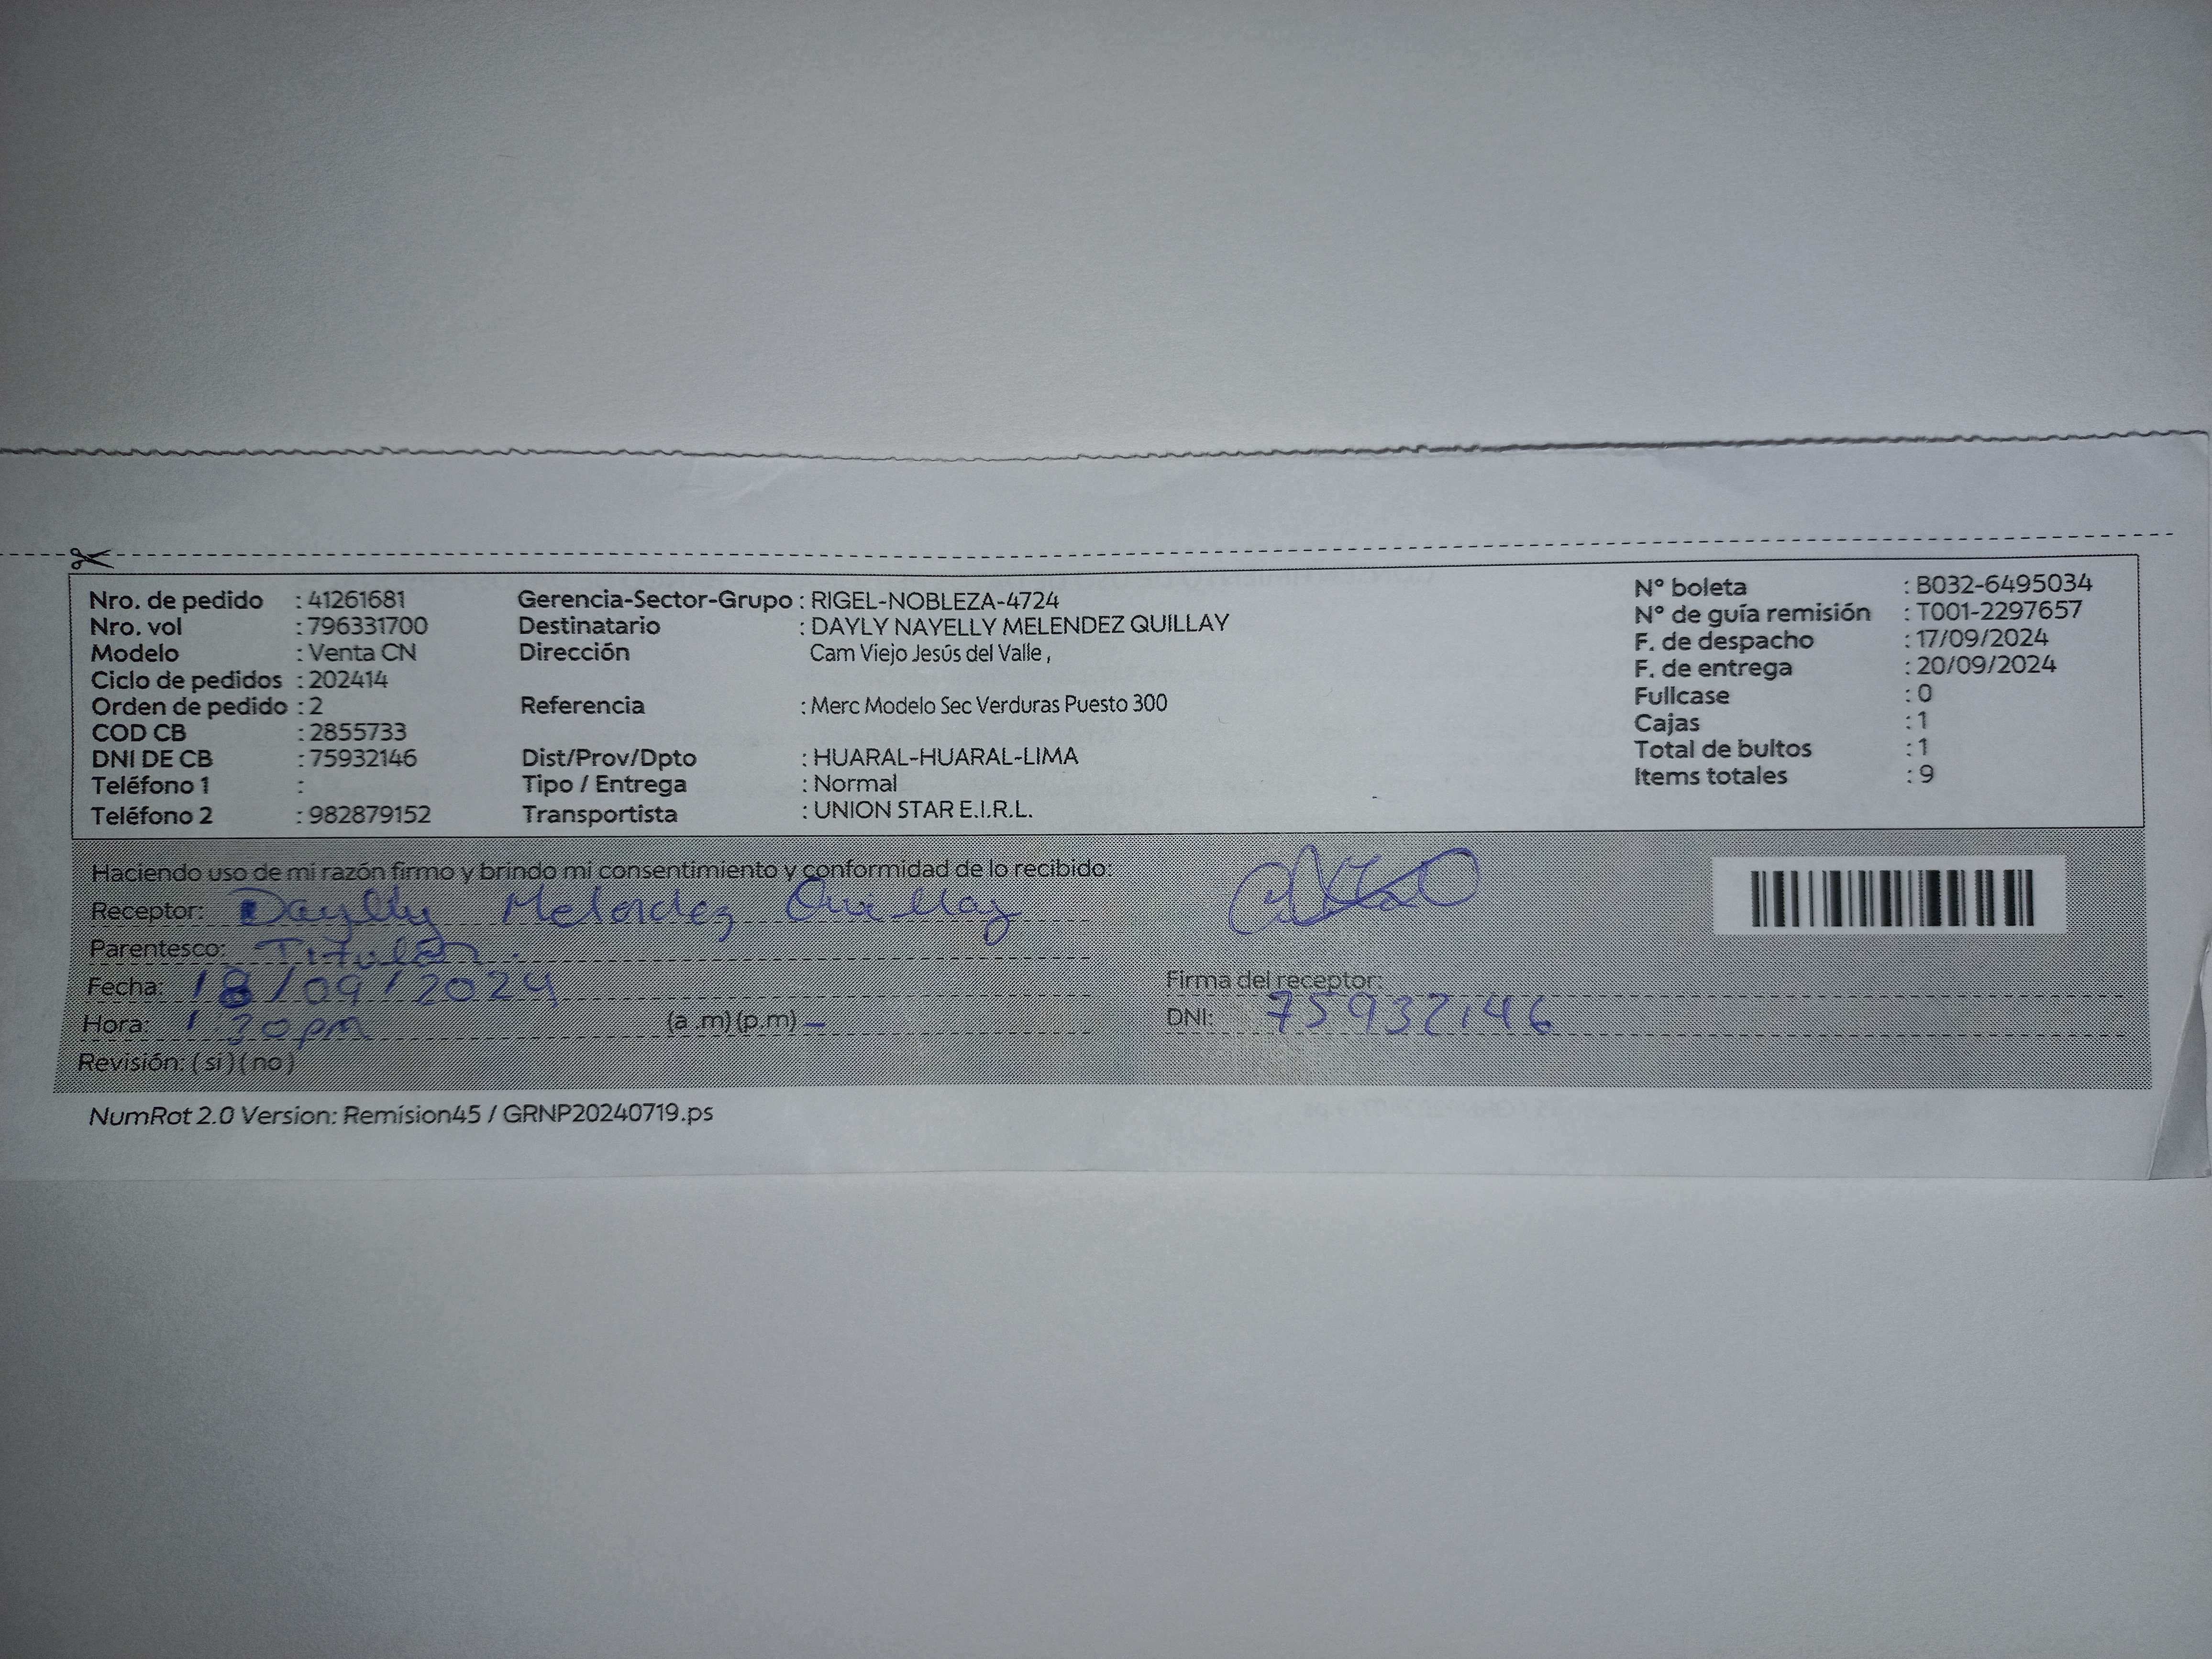 Nro. de pedido : 41261681
Nro. vol : 796331700
Modelo : Venta CN
Ciclo de pedidos : 202414
Orden de pedido : 2
COD CB : 2855733
DNI DE CB : 75932146
Teléfono 1 :
Teléfono 2 : 982879152
Gerencia-Sector-Grupo : RIGEL-NOBLEZA-4724
Destinatario : DAYLY NAYELLY MELENDEZ QUILLAY
Dirección Cam Viejo Jesús del Valle ,
Referencia : Merc Modelo Sec Verduras Puesto 300
Dist/Prov/Dpto : HUARAL-HUARAL-LIMA
Tipo / Entrega : Normal
Transportista : UNION STAR E.I.R.L.
N° boleta : B032-6495034
N° de guía remisión : T001-2297657
F. de despacho : 17/09/2024
F. de entrega : 20/09/2024
Fullcase : 0
Cajas : 1
Total de bultos : 1
Items totales : 9
Haciendo uso de mi razón firmo y brindo mi consentimiento y conformidad de lo recibido:
Receptor: Daylly Melendez Quillay
Parentesco: Titular.
Fecha: 18/09/2024
Hora: 1:30pm (a .m) (p.m)
Revisión: ( si ) ( no )
Firma del receptor:
DNI: 75932146
NumRot 2.0 Version: Remision45 / GRNP20240719.ps